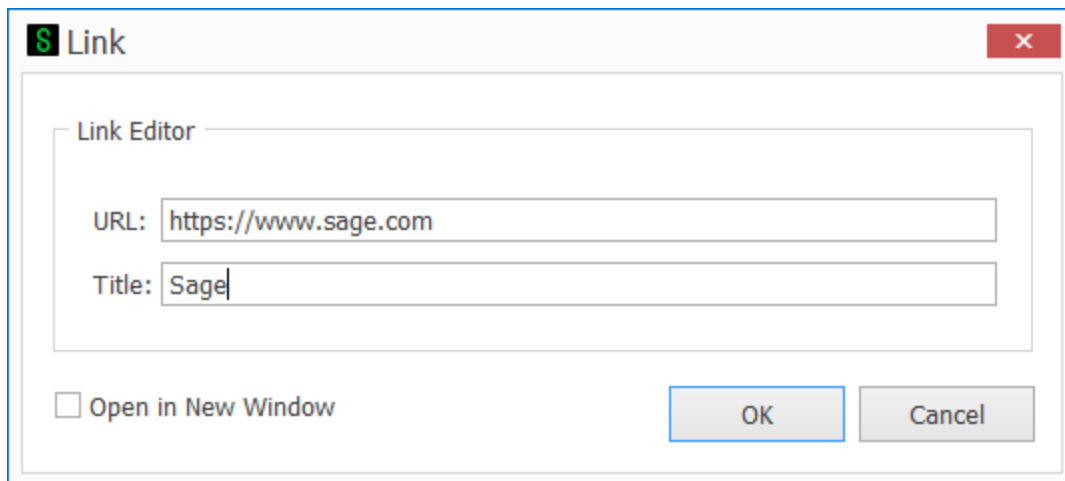 S Link
Link Editor
URL: https://www.sage.com
Title: Sage
Open in New Window
OK
Cancel